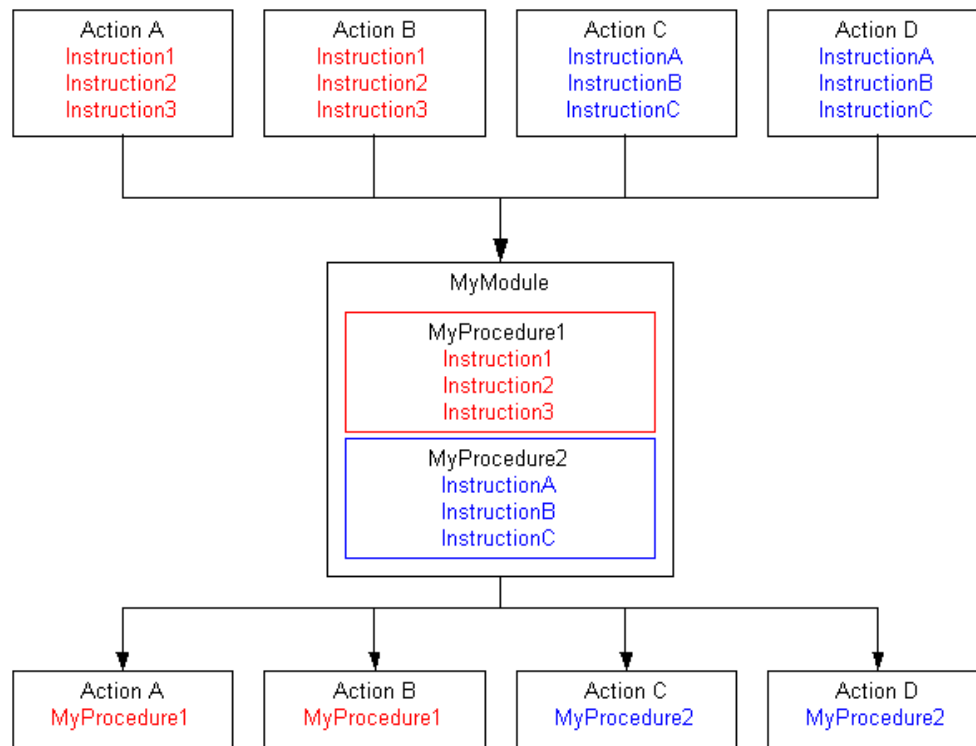 Action A
Instruction1
Instruction2
Instruction3
Action B
Instruction1
Instruction2
Instruction3
Action C
InstructionA
InstructionB
InstructionC
Action D
InstructionA
InstructionB
InstructionC
MyModule
MyProcedure1
Instruction1
Instruction2
Instruction3
MyProcedure2
InstructionA
InstructionB
InstructionC
Action A
MyProcedure1
Action B
MyProcedure1
Action C
MyProcedure2
Action D
MyProcedure2